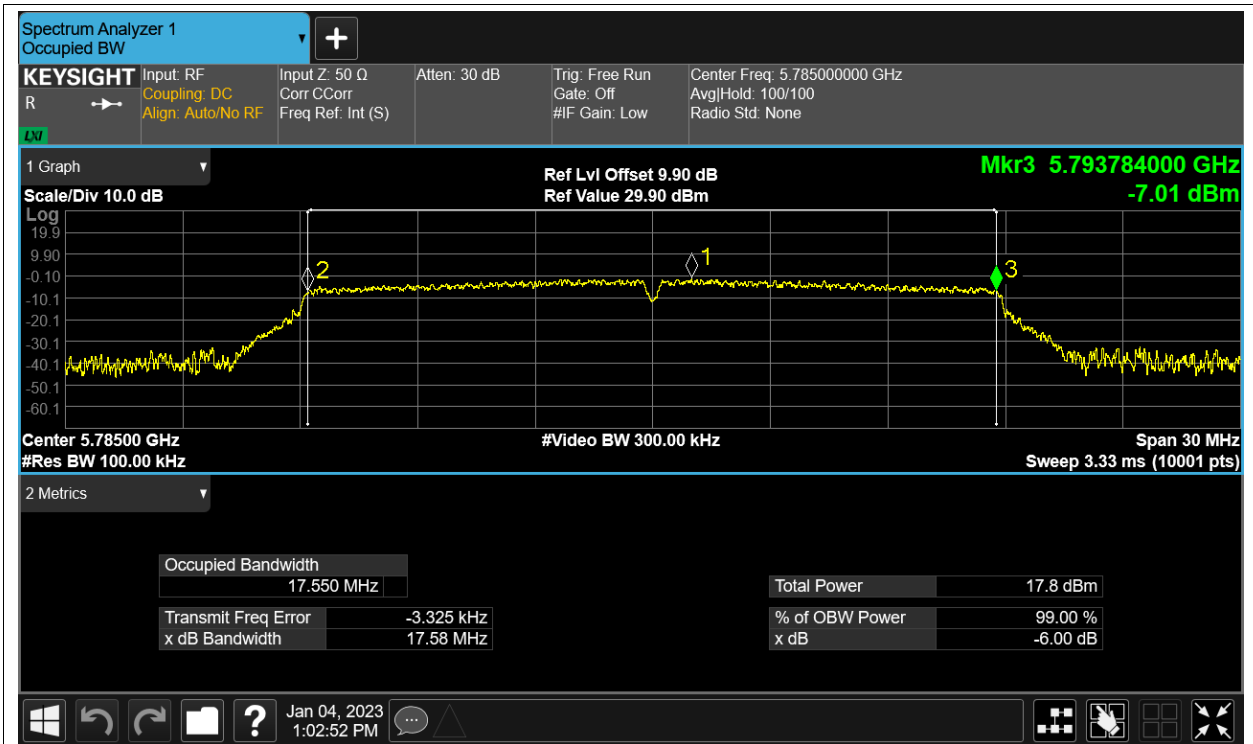 Spectrum Analyzer 1
Occupied BW
KEYSIGHT
R
LXI
Input: RF
Coupling: DC
Align: Auto/No RF
Input Z: 50 Ω
Corr CCorr
Freq Ref: Int (S)
Atten: 30 dB
Trig: Free Run
Gate: Off
#IF Gain: Low
Center Freq: 5.785000000 GHz
Avg|Hold: 100/100
Radio Std: None
1 Graph
Scale/Div 10.0 dB
Ref Lvl Offset 9.90 dB
Ref Value 29.90 dBm
Mkr3 5.793784000 GHz
-7.01 dBm
Log
19.9
9.90
-0.10
-10.1
-20.1
-30.1
-40.1
-50.1
-60.1
2
1
3
Center 5.78500 GHz
#Video BW 300.00 kHz
Span 30 MHz
#Res BW 100.00 kHz
Sweep 3.33 ms (10001 pts)
2 Metrics
Occupied Bandwidth
17.550 MHz
Transmit Freq Error -3.325 kHz
x dB Bandwidth 17.58 MHz
Total Power 17.8 dBm
% of OBW Power 99.00 %
x dB -6.00 dB
Jan 04, 2023
1:02:52 PM